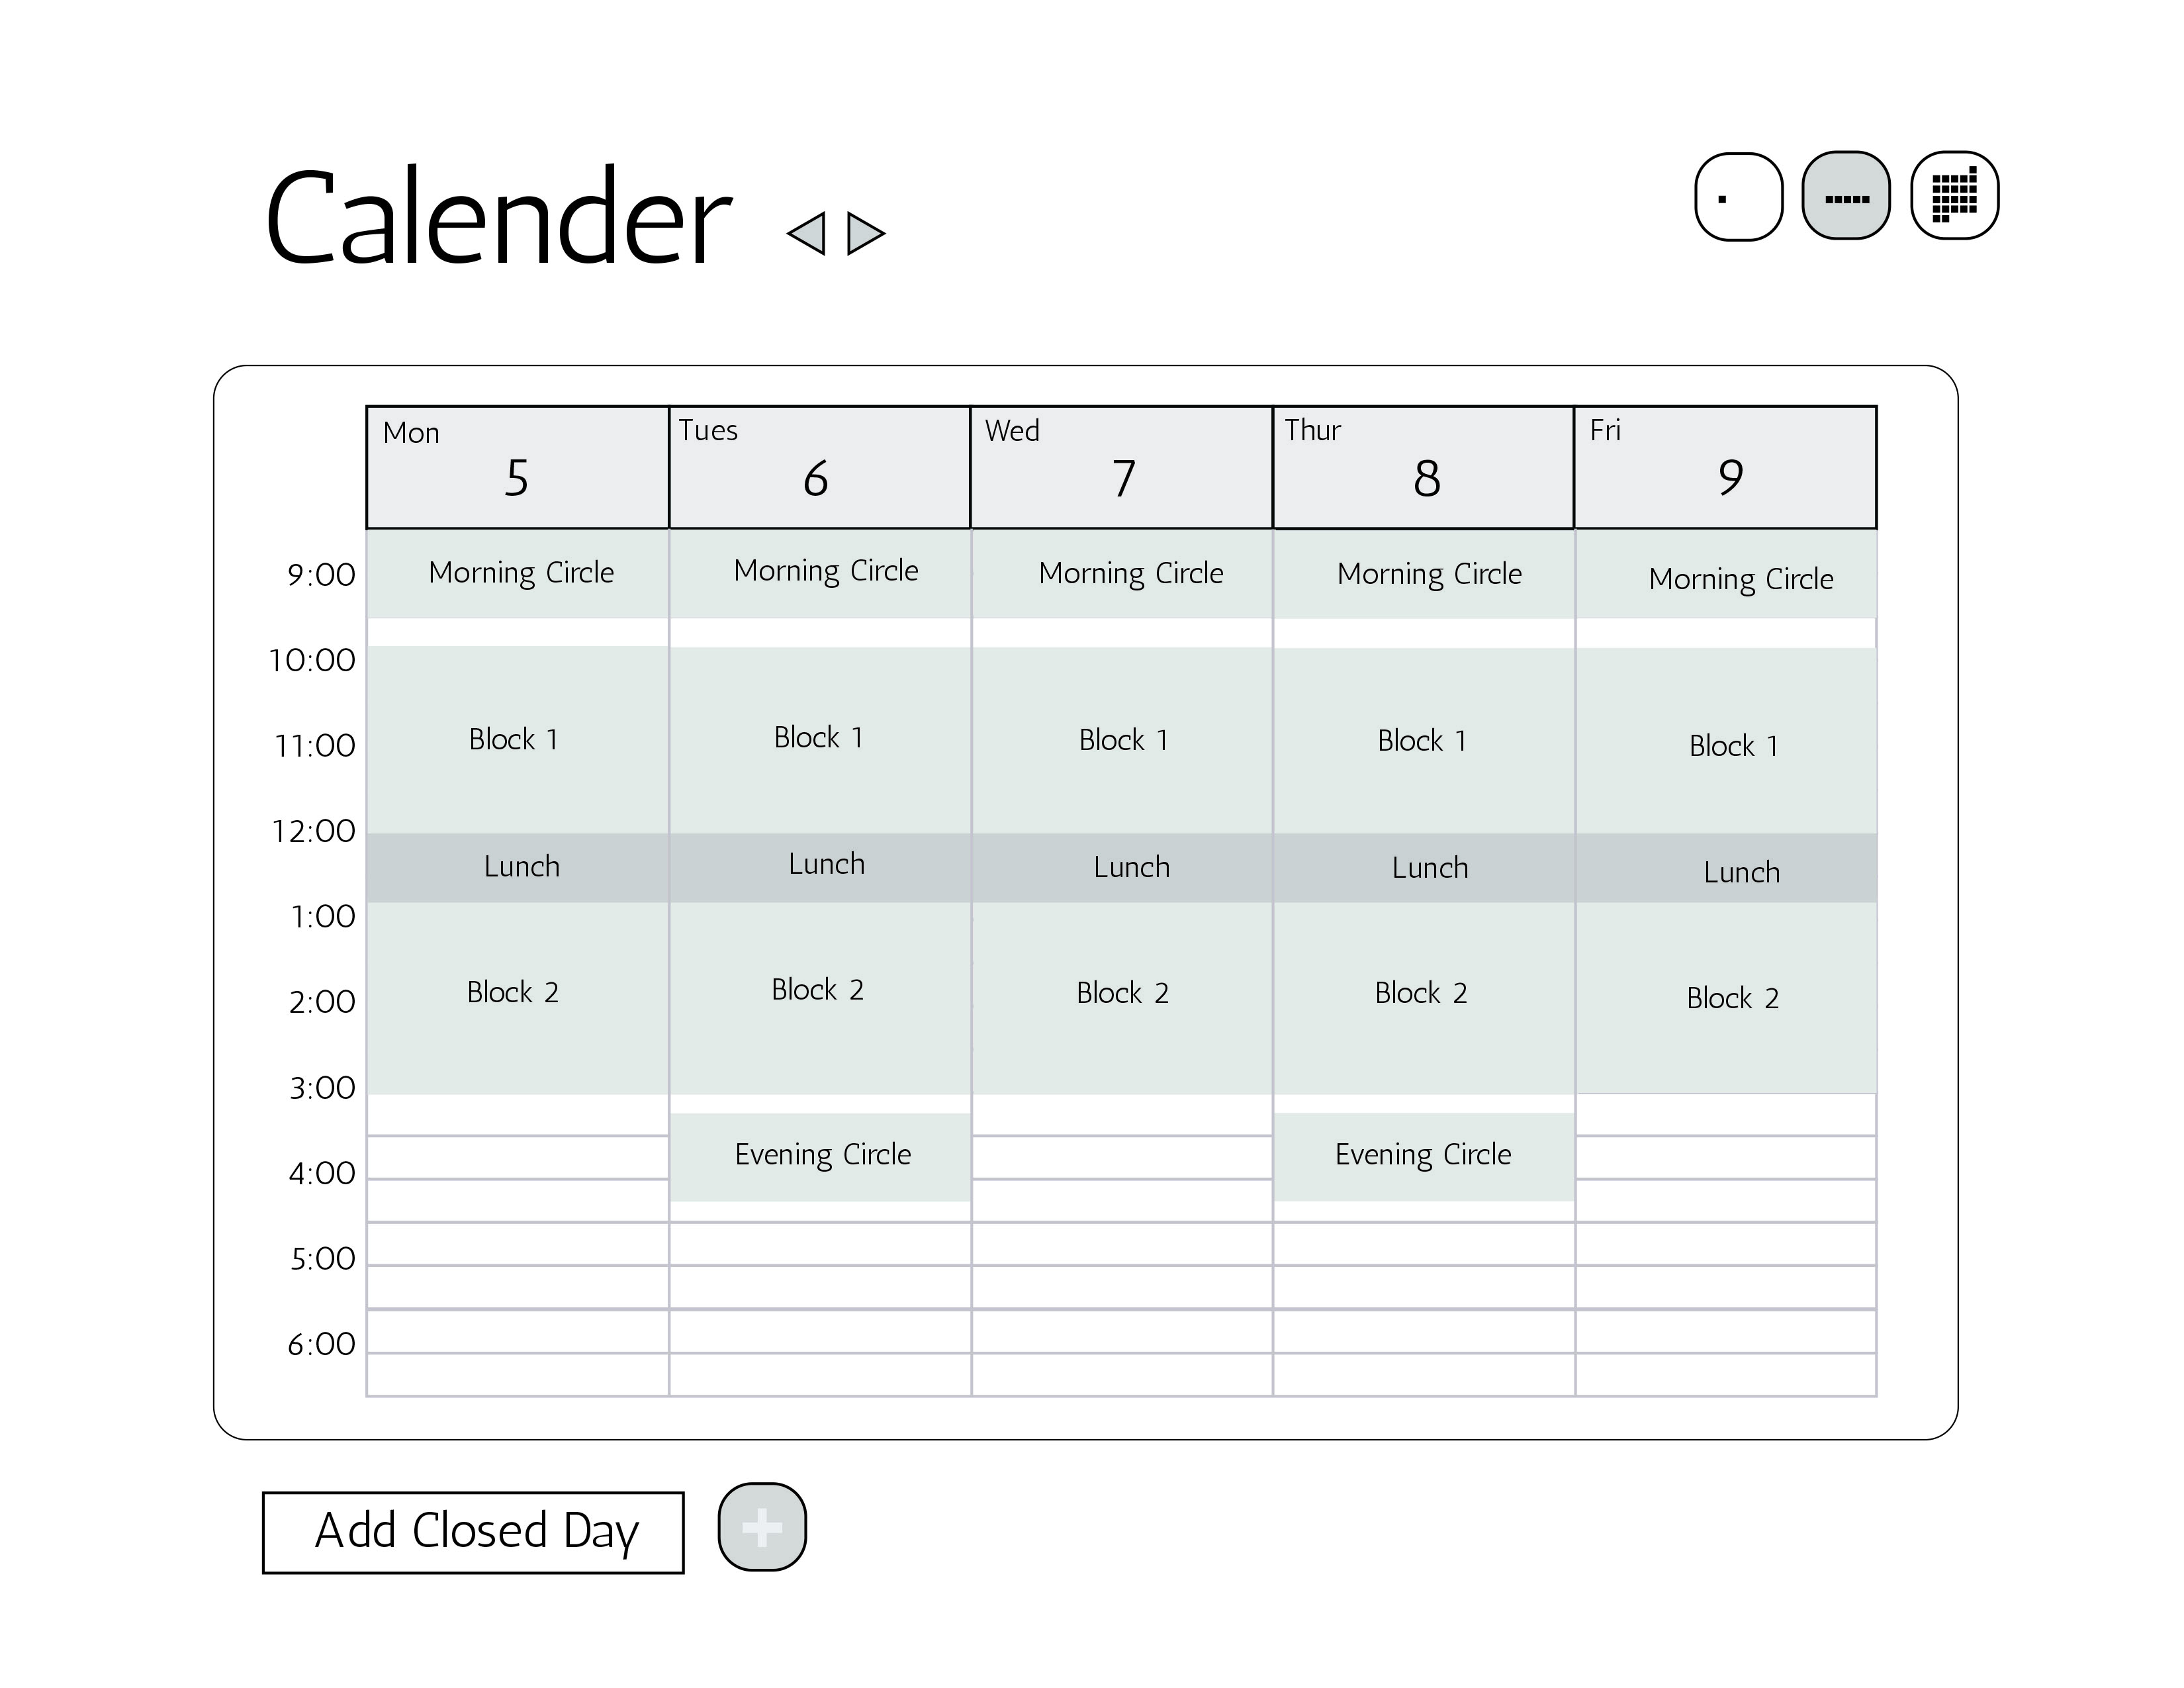 Calender
Mon Tues Wed Thur Fri
5 6 7 8 9
9:00 Morning Circle Morning Circle Morning Circle Morning Circle Morning Circle
10:00
11:00 Block 1 Block 1 Block 1 Block 1 Block 1
12:00
Lunch Lunch Lunch Lunch Lunch
1:00
2:00 Block 2 Block 2 Block 2 Block 2 Block 2
3:00
Evening Circle Evening Circle
4:00
5:00
6:00
Add Closed Day